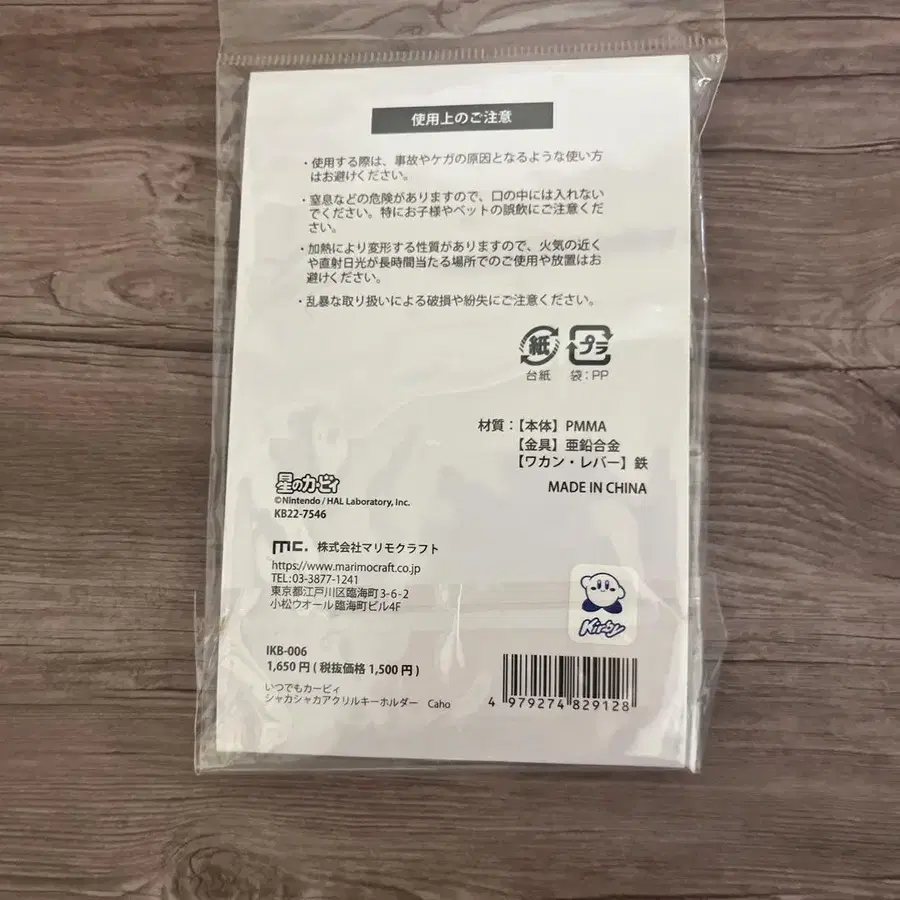 使用上のご注意
・使用する際は、事故やケガの原因となるような使い方
はお避けください。
・窒息などの危険がありますので、口の中には入れない
でください。特にお子様やペットの誤飲にご注意くだ
さい。
・加熱により変形する性質がありますので、火気の近く
や直射日光が長時間当たる場所でのご使用や放置はお
避けください。
・乱暴な取り扱いによる破損や紛失にご注意ください。
紙 プラ
台紙 袋:PP
材質:【本体】PMMA
【金具】亜鉛合金
【ワカン・レバー】鉄
MADE IN CHINA
星のカービィ
©Nintendo / HAL Laboratory, Inc.
KB22-7546
mc. 株式会社マリモクラフト
https://www.marimocraft.co.jp
TEL:03-3877-1241
東京都江戸川区臨海町3-6-2
小松ウオール臨海町ビル4F
Kirby
IKB-006
1,650円(税抜価格1,500円)
いつでもカービィ
シャカシャカアクリルキーホルダー Caho
4 979274 829128